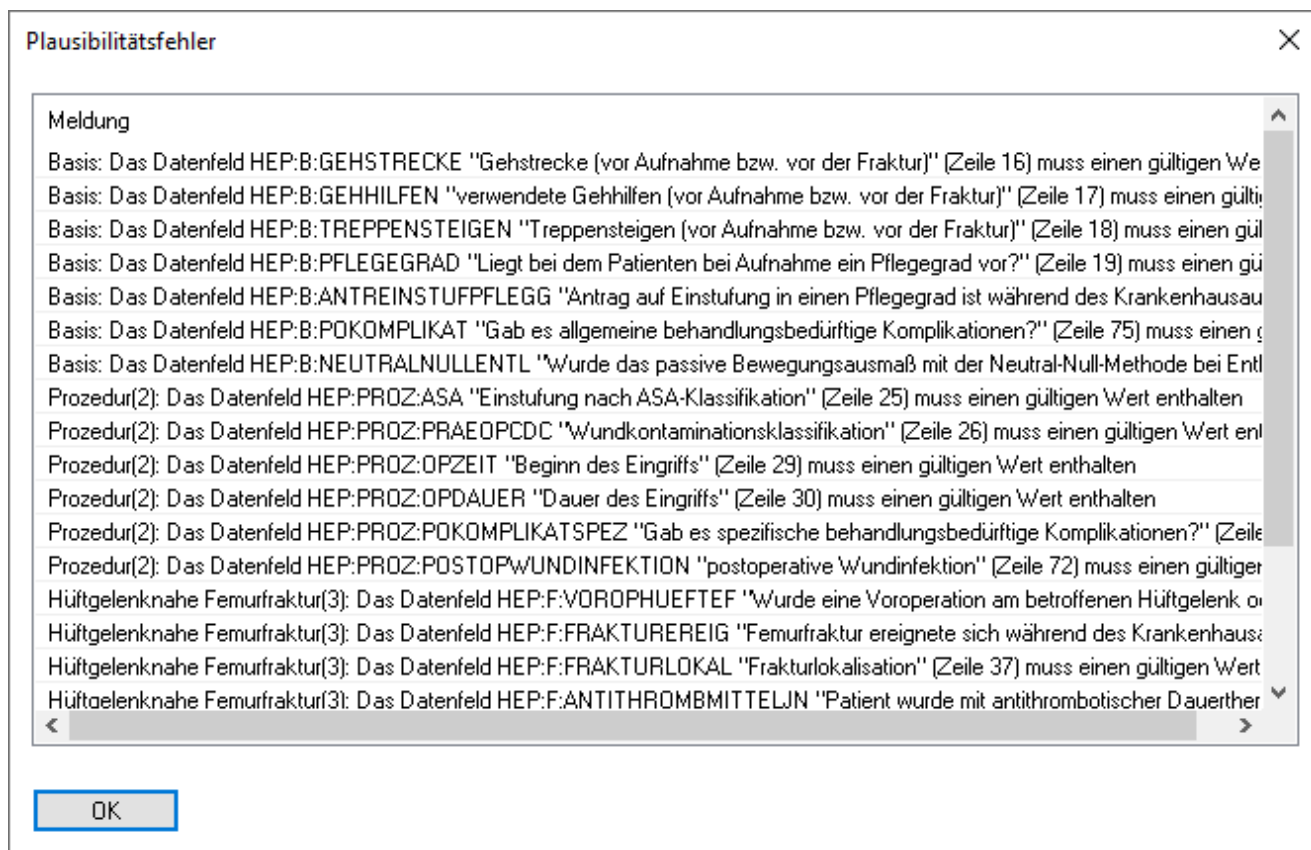 Plausibilitätsfehler
Meldung
Basis: Das Datenfeld HEP:B:GEHSTRECKE "Gehstrecke (vor Aufnahme bzw. vor der Fraktur)" (Zeile 16) muss einen gültigen We
Basis: Das Datenfeld HEP:B:GEHHILFEN "verwendete Gehhilfen (vor Aufnahme bzw. vor der Fraktur)" (Zeile 17) muss einen gülti
Basis: Das Datenfeld HEP:B:TREPPENSTEIGEN "Treppensteigen (vor Aufnahme bzw. vor der Fraktur)" (Zeile 18) muss einen gül
Basis: Das Datenfeld HEP:B:PFLEGEGRAD "Liegt bei dem Patienten bei Aufnahme ein Pflegegrad vor?" (Zeile 19) muss einen gü
Basis: Das Datenfeld HEP:B:ANTREINSTUFPFLEGG "Antrag auf Einstufung in einen Pflegegrad ist während des Krankenhausau
Basis: Das Datenfeld HEP:B:POKOMPLIKAT "Gab es allgemeine behandlungsbedürftige Komplikationen?" (Zeile 75) muss einen g
Basis: Das Datenfeld HEP:B:NEUTRALNULLENTL "Wurde das passive Bewegungsausmaß mit der Neutral-Null-Methode bei Entl
Prozedur(2): Das Datenfeld HEP:PROZ:ASA "Einstufung nach ASA-Klassifikation" (Zeile 25) muss einen gültigen Wert enthalten
Prozedur(2): Das Datenfeld HEP:PROZ:PRAEOPCDC "Wundkontaminationsklassifikation" (Zeile 26) muss einen gültigen Wert ent
Prozedur(2): Das Datenfeld HEP:PROZ:OPZEIT "Beginn des Eingriffs" (Zeile 29) muss einen gültigen Wert enthalten
Prozedur(2): Das Datenfeld HEP:PROZ:OPDAUER "Dauer des Eingriffs" (Zeile 30) muss einen gültigen Wert enthalten
Prozedur(2): Das Datenfeld HEP:PROZ:POKOMPLIKATSPEZ "Gab es spezifische behandlungsbedürftige Komplikationen?" (Zeile
Prozedur(2): Das Datenfeld HEP:PROZ:POSTOPWUNDINFEKTION "postoperative Wundinfektion" (Zeile 72) muss einen gültigen
Hüftgelenknahe Femurfraktur(3): Das Datenfeld HEP:F:VOROPHUEFTEF "Wurde eine Voroperation am betroffenen Hüftgelenk o
Hüftgelenknahe Femurfraktur(3): Das Datenfeld HEP:F:FRAKTUREREIG "Femurfraktur ereignete sich während des Krankenhausa
Hüftgelenknahe Femurfraktur(3): Das Datenfeld HEP:F:FRAKTURLOKAL "Frakturlokalisation" (Zeile 37) muss einen gültigen Wert
Hüftgelenknahe Femurfraktur(3): Das Datenfeld HEP:F:ANTITHROMBMITTELJN "Patient wurde mit antithrombotischer Dauerther
OK